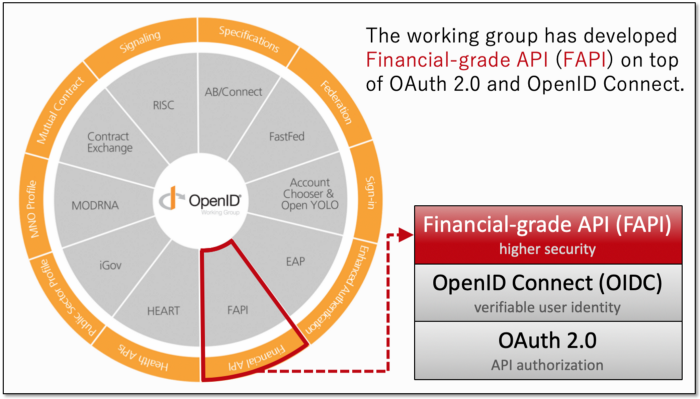 The working group has developed
Financial-grade API (FAPI) on top
of OAuth 2.0 and OpenID Connect.
Specifications
Federation
Sign-in
Enhanced Authentication
Financial API
Health APIs
Public Sector Profile
MNO Profile
Mutual Contract
Signaling
AB/Connect
FastFed
Account
Chooser &
Open YOLO
EAP
FAPI
HEART
iGov
MODRNA
Contract
Exchange
RISC
OpenID®
Working Group
Financial-grade API (FAPI)
higher security
OpenID Connect (OIDC)
verifiable user identity
OAuth 2.0
API authorization